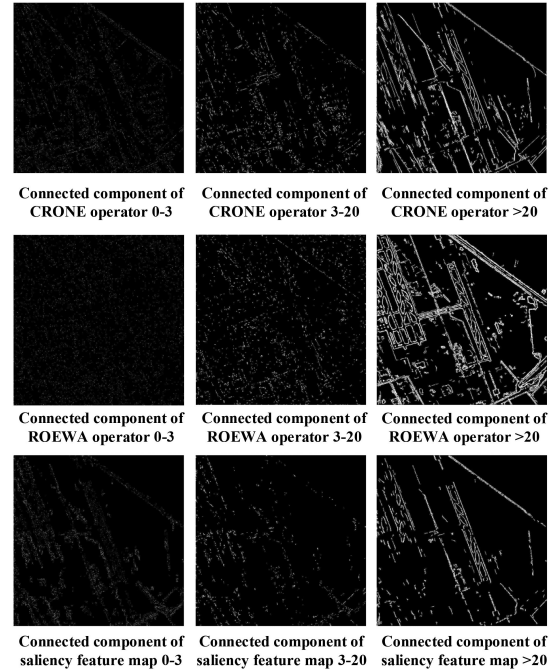 Connected component of
CRONE operator 0-3
Connected component of
CRONE operator 3-20
Connected component of
CRONE operator >20
Connected component of
ROEWA operator 0-3
Connected component of
ROEWA operator 3-20
Connected component of
ROEWA operator >20
Connected component of
saliency feature map 0-3
Connected component of
saliency feature map 3-20
Connected component of
saliency feature map >20